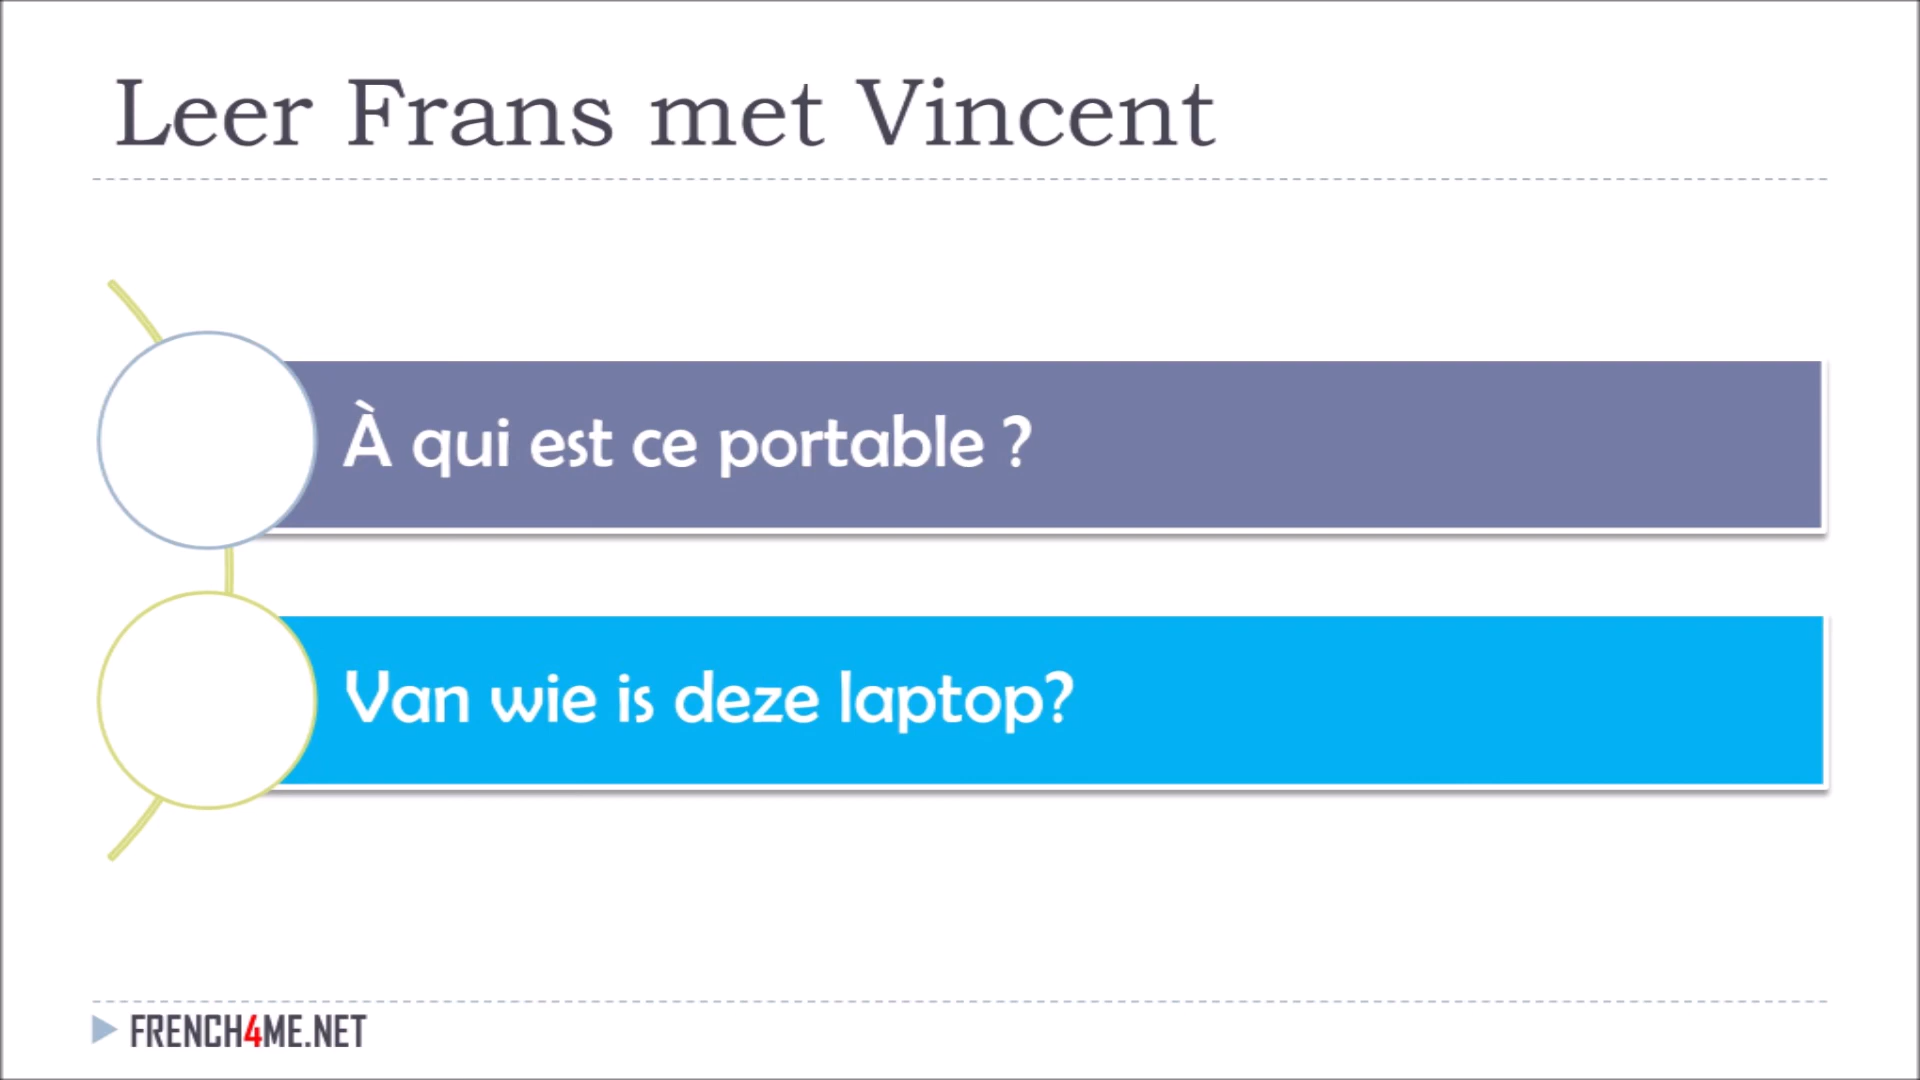 Leer Frans met Vincent
À qui est ce portable ?
Van wie is deze laptop?
FRENCH4ME.NET